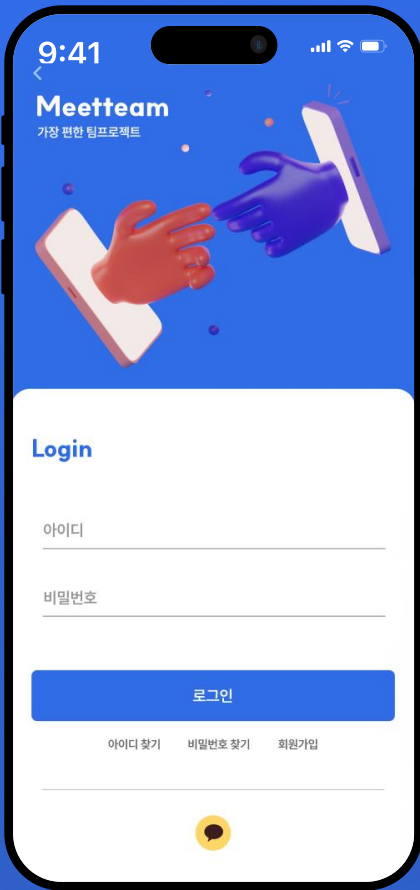 9:41
Meetteam
가장 편한 팀프로젝트
Login
아이디
비밀번호
로그인
아이디 찾기 비밀번호 찾기 회원가입